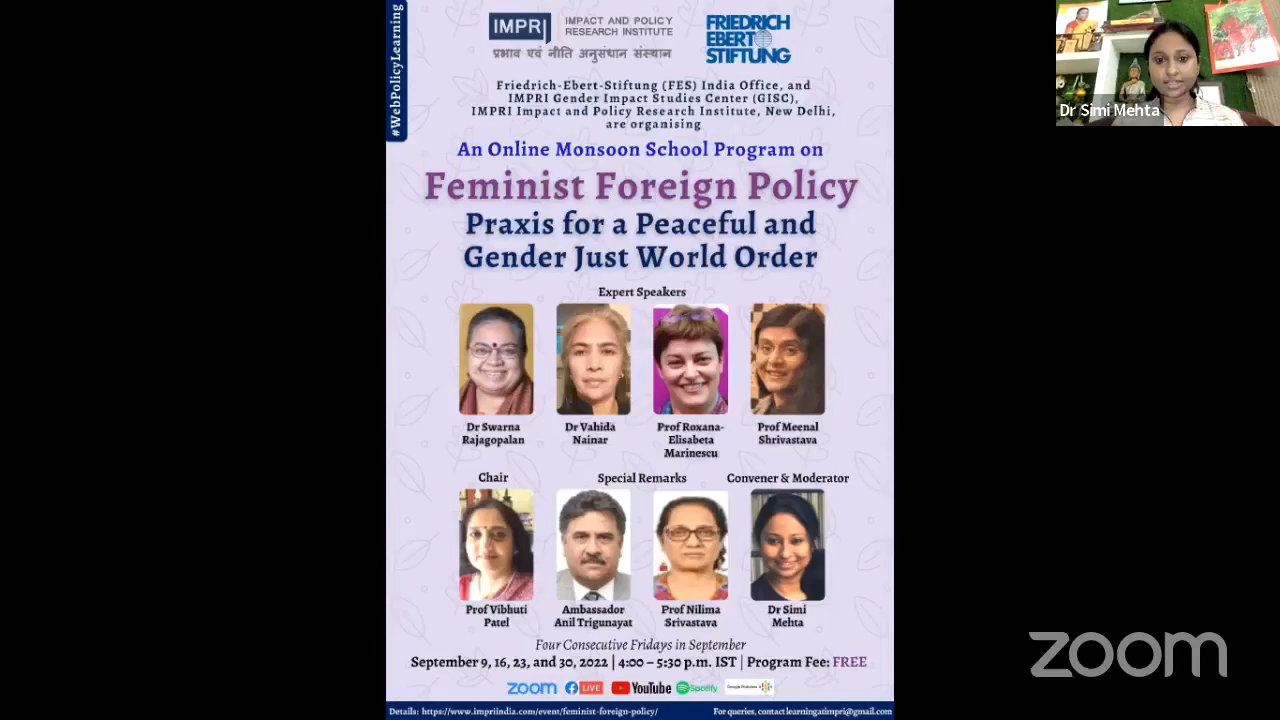 #WebPolicyLearning
IMPRI
IMPACT AND POLICY
RESEARCH INSTITUTE
प्रभाव एवं नीति अनुसंधान संस्थान
FRIEDRICH
EBERT
STIFTUNG
Friedrich-Ebert-Stiftung (FES) India Office, and
IMPRI Gender Impact Studies Center (GISC),
IMPRI Impact and Policy Research Institute, New Delhi,
are organising
An Online Monsoon School Program on
Feminist Foreign Policy
Praxis for a Peaceful and
Gender Just World Order
Expert Speakers
Dr Swarna
Rajagopalan
Dr Vahida
Nainar
Prof Roxana-
Elisabeta
Marinescu
Prof Meenal
Shrivastava
Chair
Special Remarks
Convener & Moderator
Prof Vibhuti
Patel
Ambassador
Anil Trigunayat
Prof Nilima
Srivastava
Dr Simi
Mehta
Four Consecutive Fridays in September
September 9, 16, 23, and 30, 2022 | 4:00 – 5:30 p.m. IST | Program Fee: FREE
zoom LIVE YouTube Spotify Google Podcasts
Details: https://www.impriindia.com/event/feminist-foreign-policy/ For queries, contact learningatimpri@gmail.com
Dr Simi Mehta
zoom